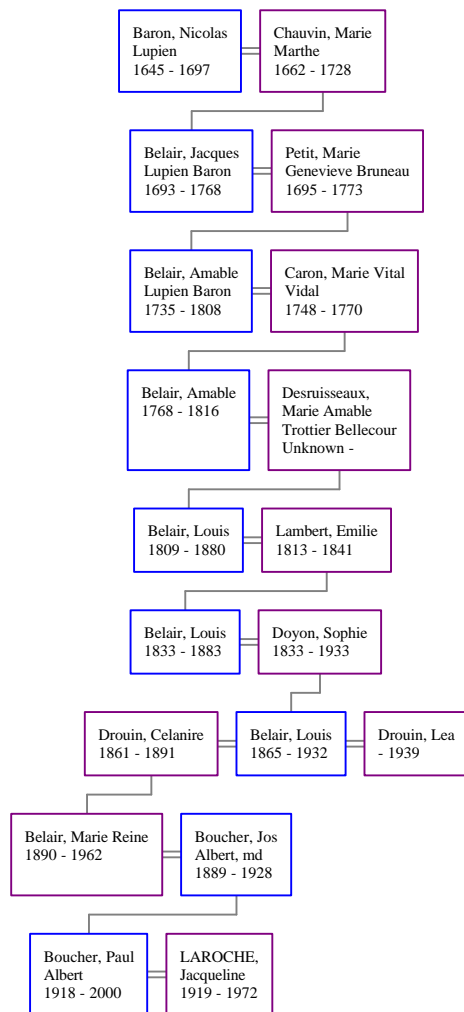 Baron, Nicolas
Lupien
1645 - 1697
Chauvin, Marie
Marthe
1662 - 1728
Belair, Jacques
Lupien Baron
1693 - 1768
Petit, Marie
Genevieve Bruneau
1695 - 1773
Belair, Amable
Lupien Baron
1735 - 1808
Caron, Marie Vital
Vidal
1748 - 1770
Belair, Amable
1768 - 1816
Desruisseaux,
Marie Amable
Trottier Bellecour
Unknown -
Belair, Louis
1809 - 1880
Lambert, Emilie
1813 - 1841
Belair, Louis
1833 - 1883
Doyon, Sophie
1833 - 1933
Drouin, Celanire
1861 - 1891
Belair, Louis
1865 - 1932
Drouin, Lea
- 1939
Belair, Marie Reine
1890 - 1962
Boucher, Jos
Albert, md
1889 - 1928
Boucher, Paul
Albert
1918 - 2000
LAROCHE,
Jacqueline
1919 - 1972